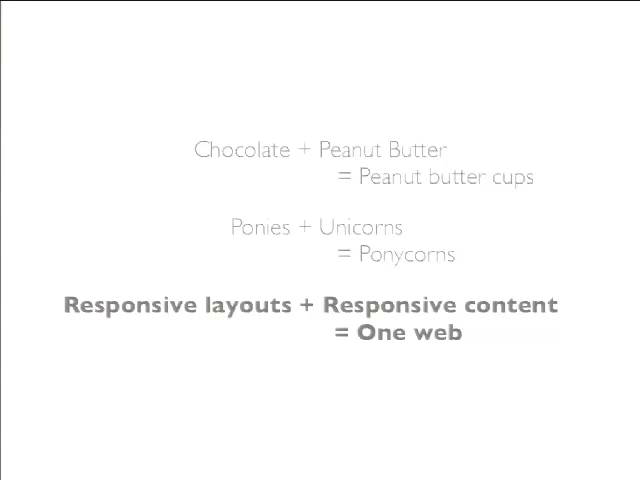 Chocolate + Peanut Butter
= Peanut butter cups
Ponies + Unicorns
= Ponycorns
Responsive layouts + Responsive content
= One web